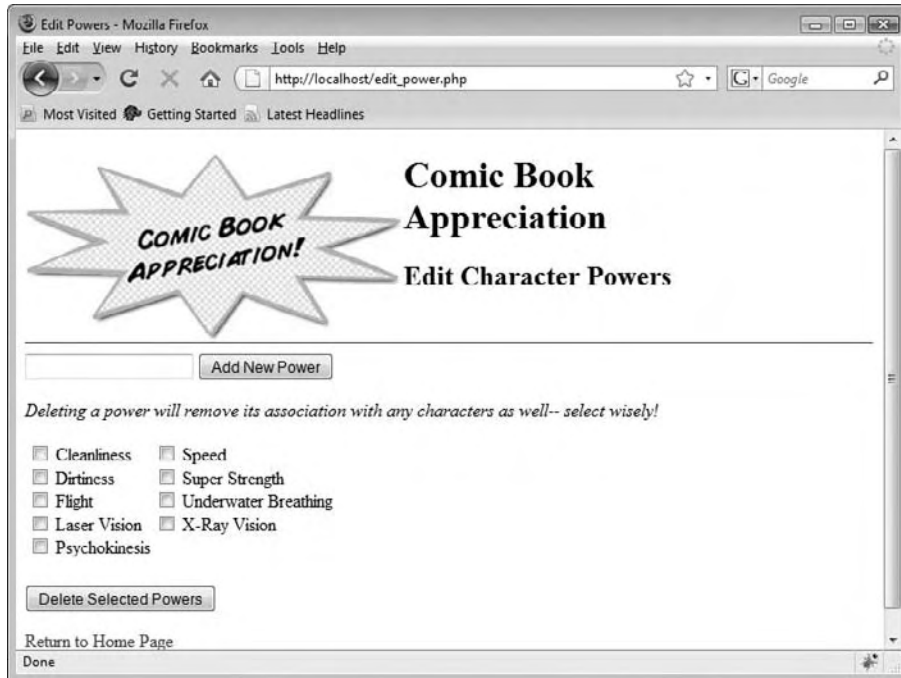 Edit Powers - Mozilla Firefox
File Edit View History Bookmarks Tools Help
http://localhost/edit_power.php
G Google
Most Visited Getting Started Latest Headlines
COMIC BOOK
APPRECIATION!
Comic Book
Appreciation
Edit Character Powers
Add New Power
Deleting a power will remove its association with any characters as well-- select wisely!
Cleanliness Speed
Dirtiness Super Strength
Flight Underwater Breathing
Laser Vision X-Ray Vision
Psychokinesis
Delete Selected Powers
Return to Home Page
Done